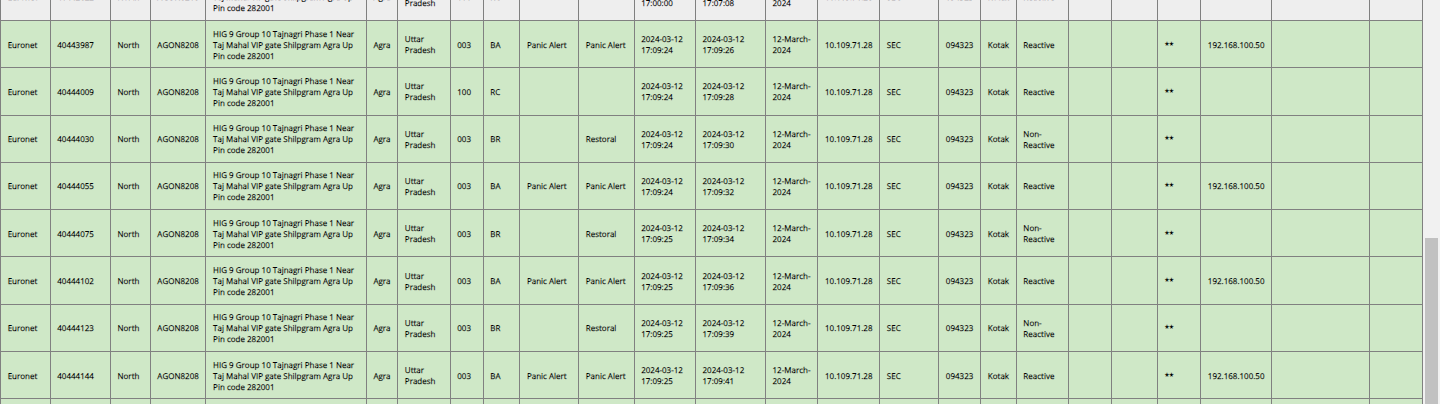 17:00:00 17:07:08 2024
Pin code 282001
Euronet 40443987 North AGON8208 HIG 9 Group 10 Tajnagri Phase 1 Near Taj Mahal VIP gate Shilpgram Agra Up Pin code 282001 Agra Uttar Pradesh 003 BA Panic Alert Panic Alert 2024-03-12 17:09:24 2024-03-12 17:09:26 12-March-2024 10.109.71.28 SEC 094323 Kotak Reactive ** 192.168.100.50
Euronet 40444009 North AGON8208 HIG 9 Group 10 Tajnagri Phase 1 Near Taj Mahal VIP gate Shilpgram Agra Up Pin code 282001 Agra Uttar Pradesh 100 RC 2024-03-12 17:09:24 2024-03-12 17:09:28 12-March-2024 10.109.71.28 SEC 094323 Kotak Reactive **
Euronet 40444030 North AGON8208 HIG 9 Group 10 Tajnagri Phase 1 Near Taj Mahal VIP gate Shilpgram Agra Up Pin code 282001 Agra Uttar Pradesh 003 BR Restoral 2024-03-12 17:09:24 2024-03-12 17:09:30 12-March-2024 10.109.71.28 SEC 094323 Kotak Non-Reactive **
Euronet 40444055 North AGON8208 HIG 9 Group 10 Tajnagri Phase 1 Near Taj Mahal VIP gate Shilpgram Agra Up Pin code 282001 Agra Uttar Pradesh 003 BA Panic Alert Panic Alert 2024-03-12 17:09:24 2024-03-12 17:09:32 12-March-2024 10.109.71.28 SEC 094323 Kotak Reactive ** 192.168.100.50
Euronet 40444075 North AGON8208 HIG 9 Group 10 Tajnagri Phase 1 Near Taj Mahal VIP gate Shilpgram Agra Up Pin code 282001 Agra Uttar Pradesh 003 BR Restoral 2024-03-12 17:09:25 2024-03-12 17:09:34 12-March-2024 10.109.71.28 SEC 094323 Kotak Non-Reactive **
Euronet 40444102 North AGON8208 HIG 9 Group 10 Tajnagri Phase 1 Near Taj Mahal VIP gate Shilpgram Agra Up Pin code 282001 Agra Uttar Pradesh 003 BA Panic Alert Panic Alert 2024-03-12 17:09:25 2024-03-12 17:09:36 12-March-2024 10.109.71.28 SEC 094323 Kotak Reactive ** 192.168.100.50
Euronet 40444123 North AGON8208 HIG 9 Group 10 Tajnagri Phase 1 Near Taj Mahal VIP gate Shilpgram Agra Up Pin code 282001 Agra Uttar Pradesh 003 BR Restoral 2024-03-12 17:09:25 2024-03-12 17:09:39 12-March-2024 10.109.71.28 SEC 094323 Kotak Non-Reactive **
Euronet 40444144 North AGON8208 HIG 9 Group 10 Tajnagri Phase 1 Near Taj Mahal VIP gate Shilpgram Agra Up Pin code 282001 Agra Uttar Pradesh 003 BA Panic Alert Panic Alert 2024-03-12 17:09:25 2024-03-12 17:09:41 12-March-2024 10.109.71.28 SEC 094323 Kotak Reactive ** 192.168.100.50